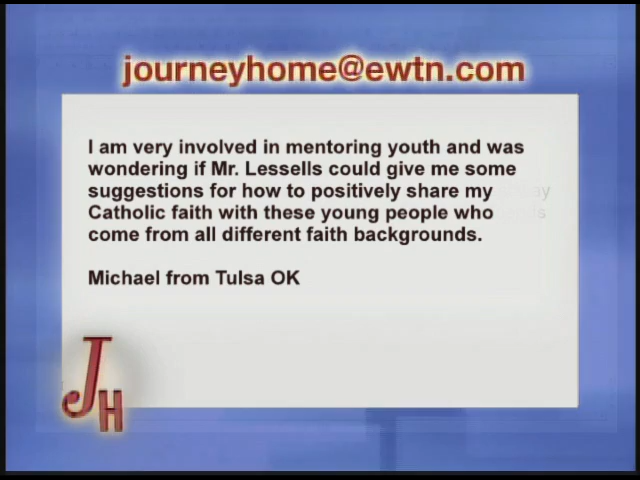 journeyhome@ewtn.com
I am very involved in mentoring youth and was
wondering if Mr. Lessells could give me some
suggestions for how to positively share my
Catholic faith with these young people who
come from all different faith backgrounds.
Michael from Tulsa OK
JH